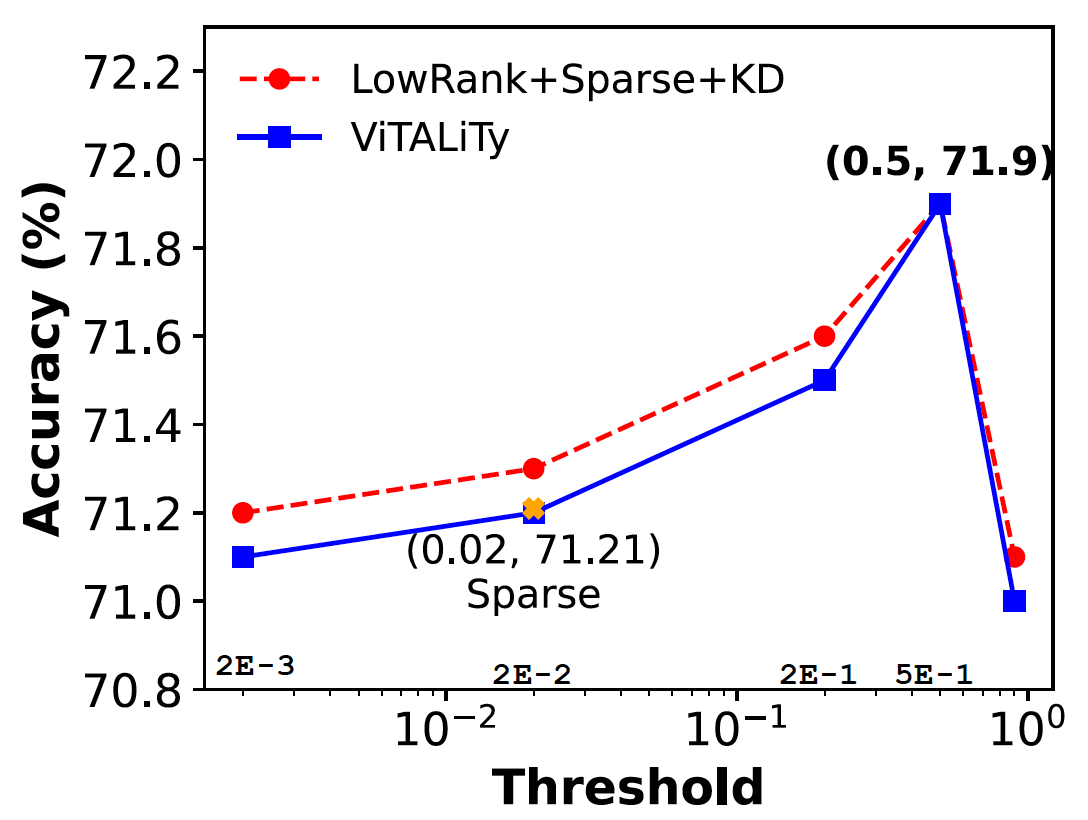 72.2
72.0
71.8
71.6
71.4
71.2
71.0
70.8
Accuracy (%)
LowRank+Sparse+KD
ViTALiTy
(0.5, 71.9)
(0.02, 71.21)
Sparse
2E-3
2E-2
2E-1
5E-1
10⁻²
10⁻¹
10⁰
Threshold